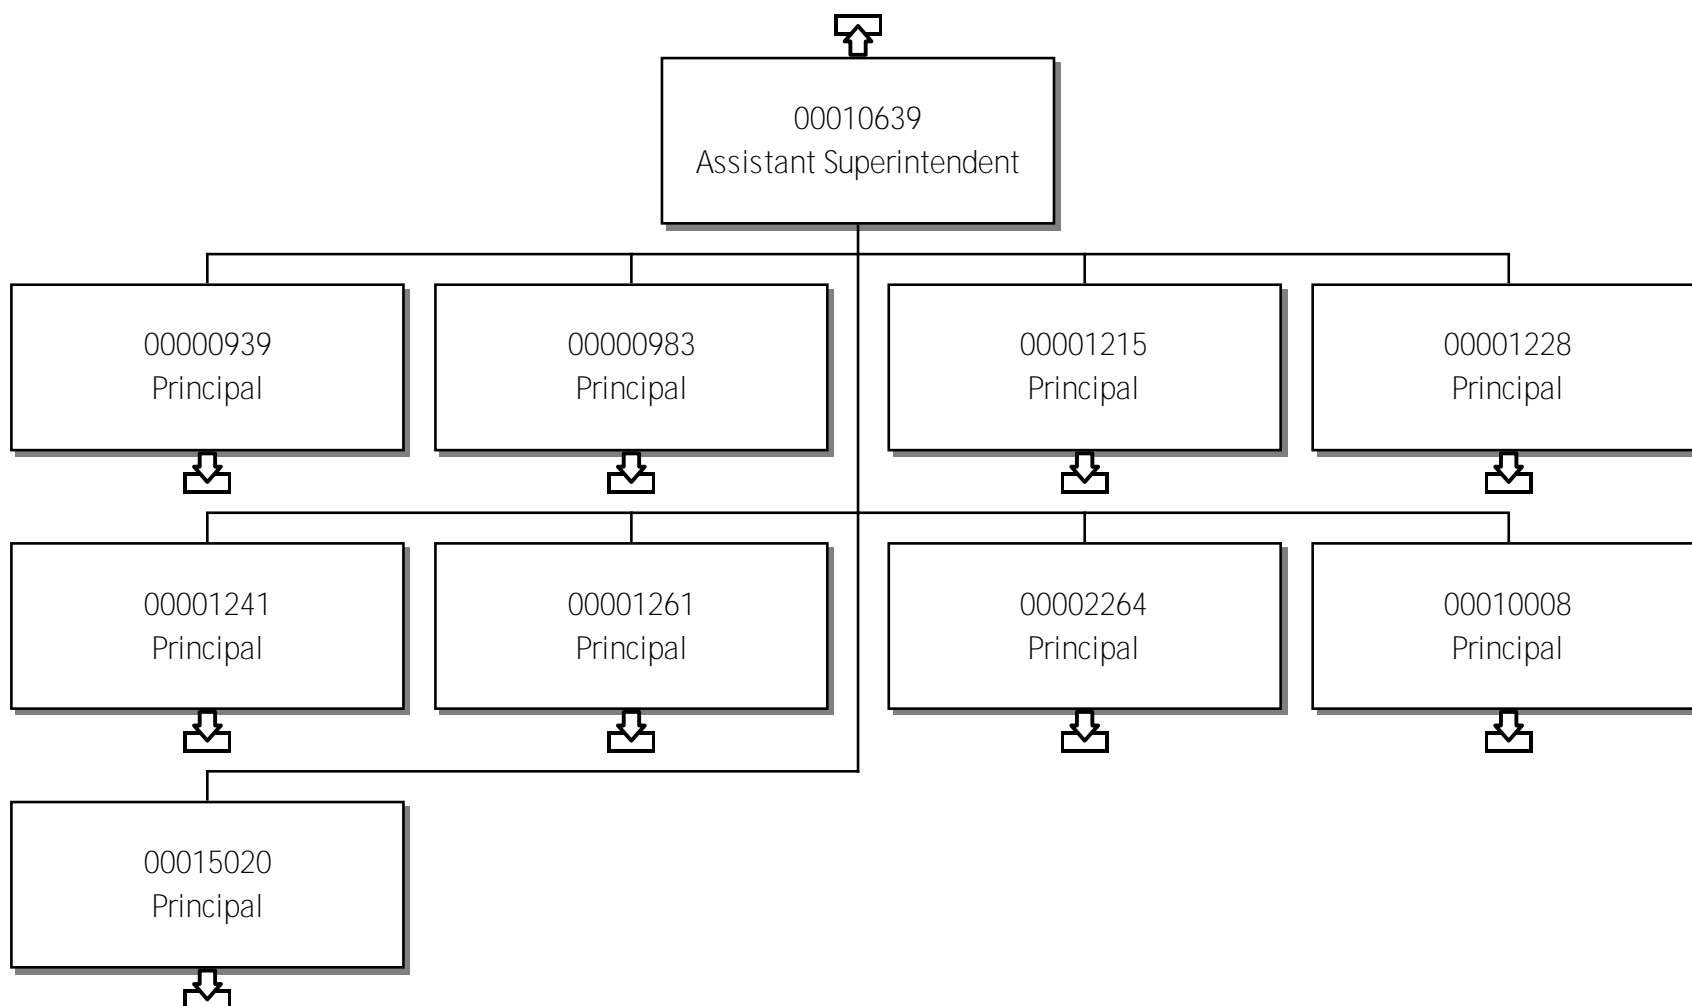 00010639
Assistant Superintendent
00000939
Principal
00000983
Principal
00001215
Principal
00001228
Principal
00001241
Principal
00001261
Principal
00002264
Principal
00010008
Principal
00015020
Principal